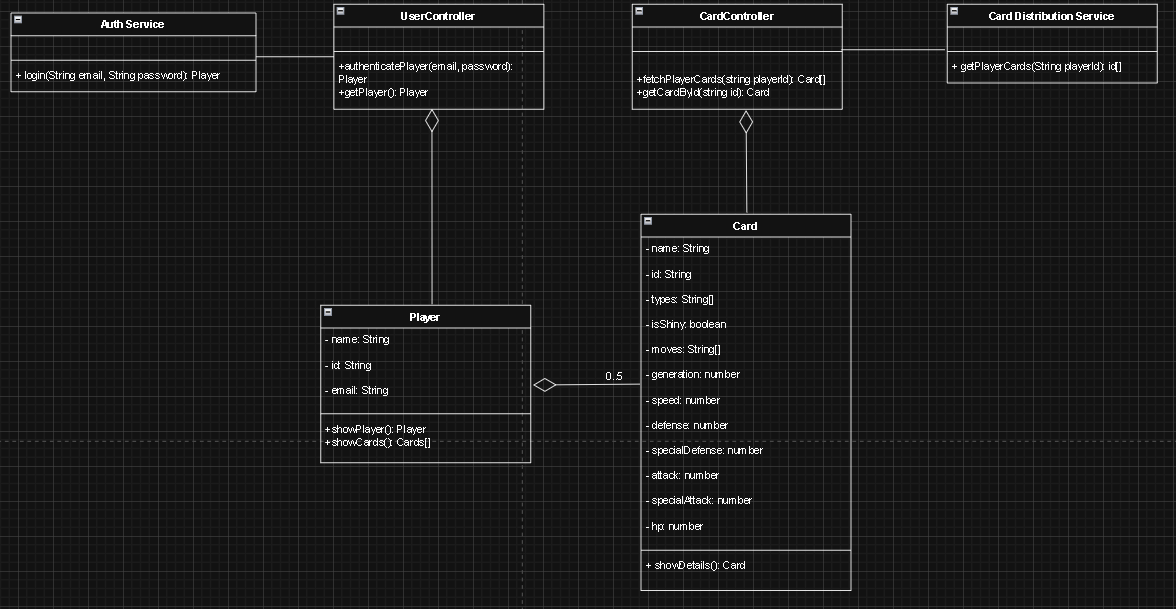 Auth Service
+ login(String email, String password): Player
UserController
+authenticatePlayer(email, password):
Player
+getPlayer(): Player
CardController
+fetchPlayerCards(string playerId): Card[]
+getCardById(string id): Card
Card Distribution Service
+ getPlayerCards(String playerId): id[]
Player
- name: String
- id: String
- email: String
+showPlayer(): Player
+showCards(): Cards[]
0..5
Card
- name: String
- id: String
- types: String[]
- isShiny: boolean
- moves: String[]
- generation: number
- speed: number
- defense: number
- specialDefense: number
- attack: number
- specialAttack: number
- hp: number
+ showDetails(): Card